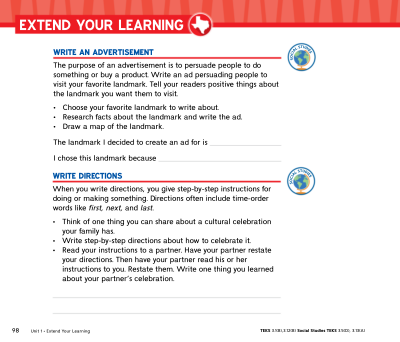 EXTEND YOUR LEARNING
WRITE AN ADVERTISEMENT
SOCIAL STUDIES
The purpose of an advertisement is to persuade people to do
something or buy a product. Write an ad persuading people to
visit your favorite landmark. Tell your readers positive things about
the landmark you want them to visit.
• Choose your favorite landmark to write about.
• Research facts about the landmark and write the ad.
• Draw a map of the landmark.
The landmark I decided to create an ad for is
I chose this landmark because
WRITE DIRECTIONS
SOCIAL STUDIES
When you write directions, you give step-by-step instructions for
doing or making something. Directions often include time-order
words like first, next, and last.
• Think of one thing you can share about a cultural celebration
your family has.
• Write step-by-step directions about how to celebrate it.
• Read your instructions to a partner. Have your partner restate
your directions. Then have your partner read his or her
instructions to you. Restate them. Write one thing you learned
about your partner's celebration.
98 Unit 1 • Extend Your Learning
TEKS Social Studies TEKS